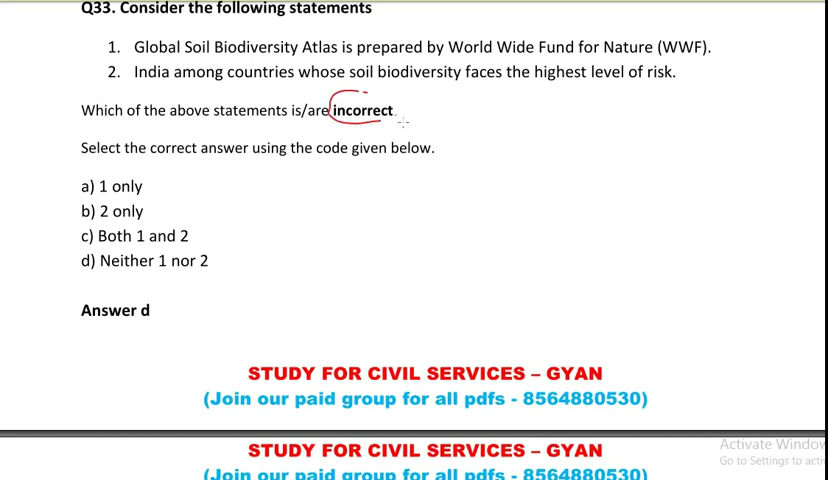 Q33. Consider the following statements
1. Global Soil Biodiversity Atlas is prepared by World Wide Fund for Nature (WWF).
2. India among countries whose soil biodiversity faces the highest level of risk.
Which of the above statements is/are incorrect.
Select the correct answer using the code given below.
a) 1 only
b) 2 only
c) Both 1 and 2
d) Neither 1 nor 2
Answer d
STUDY FOR CIVIL SERVICES – GYAN
(Join our paid group for all pdfs - 8564880530)
STUDY FOR CIVIL SERVICES – GYAN
(Join our paid group for all pdfs - 8564880530)
Activate Window
Go to Settings to acti